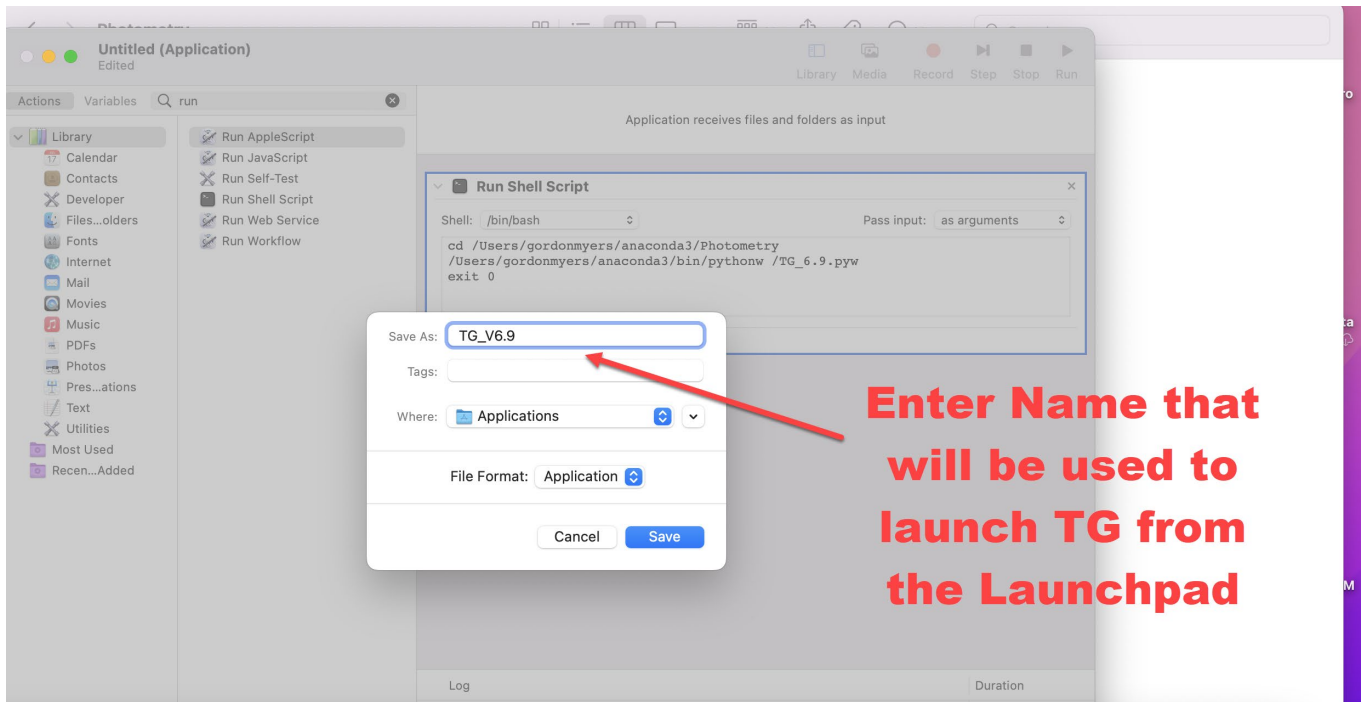 Photometry
Untitled (Application)
Edited
Library Media Record Step Stop Run
Actions Variables run
Library
Calendar
Contacts
Developer
Files...olders
Fonts
Internet
Mail
Movies
Music
PDFs
Photos
Pres...ations
Text
Utilities
Most Used
Recen...Added
Run AppleScript
Run JavaScript
Run Self-Test
Run Shell Script
Run Web Service
Run Workflow
Application receives files and folders as input
Run Shell Script
Shell: /bin/bash Pass input: as arguments
cd /Users/gordonmyers/anaconda3/Photometry
/Users/gordonmyers/anaconda3/bin/pythonw /TG_6.9.pyw
exit 0
Save As: TG_V6.9
Tags:
Where: Applications
File Format: Application
Cancel Save
Enter Name that
will be used to
launch TG from
the Launchpad
Log Duration
ro
ta
M